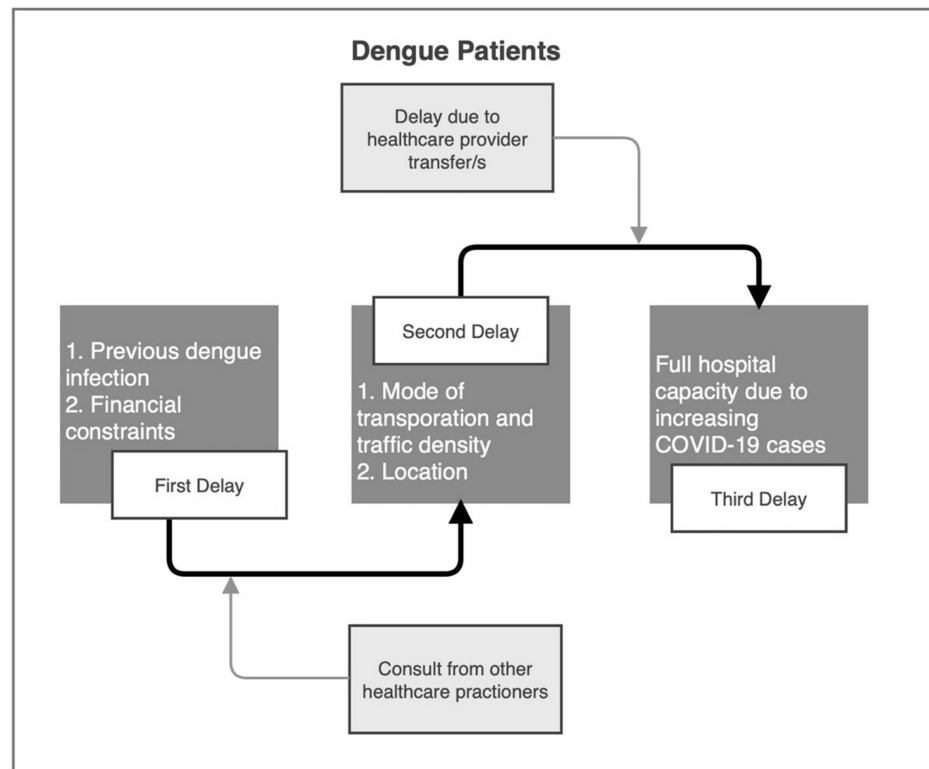 Dengue Patients
Delay due to
healthcare provider
transfer/s
1. Previous dengue
infection
2. Financial
constraints
First Delay
Second Delay
1. Mode of
transporation and
traffic density
2. Location
Full hospital
capacity due to
increasing
COVID-19 cases
Third Delay
Consult from other
healthcare practioners